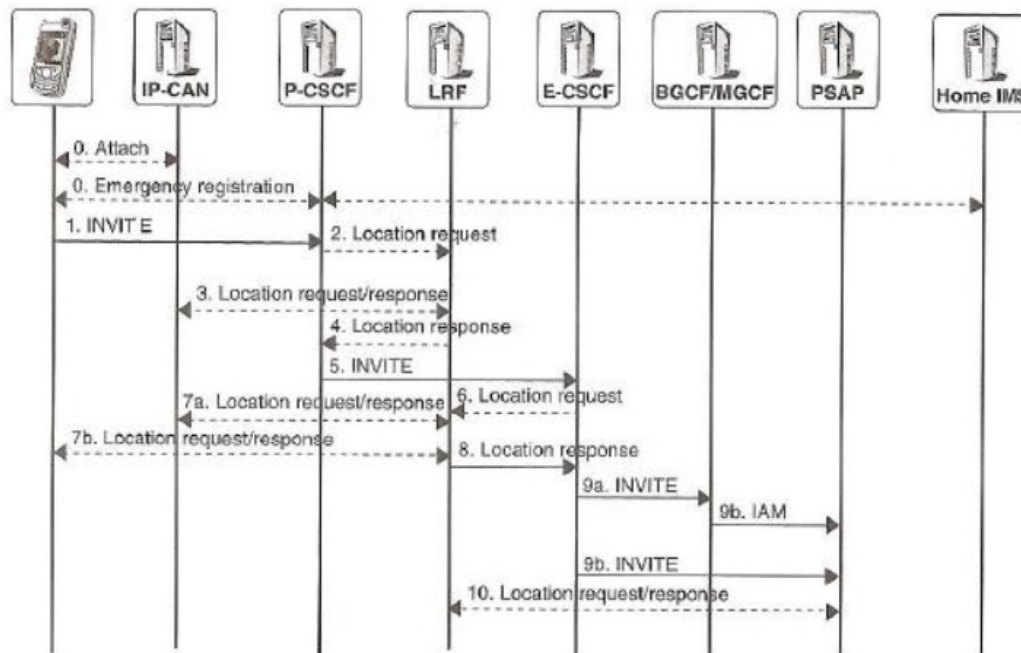 IP-CAN
P-CSCF
LRF
E-CSCF
BGCF/MGCF
PSAP
Home IMS
0. Attach
0. Emergency registration
1. INVITE
2. Location request
3. Location request/response
4. Location response
5. INVITE
6. Location request
7a. Location request/response
7b. Location request/response
8. Location response
9a. INVITE
9b. IAM
9b. INVITE
10. Location request/response